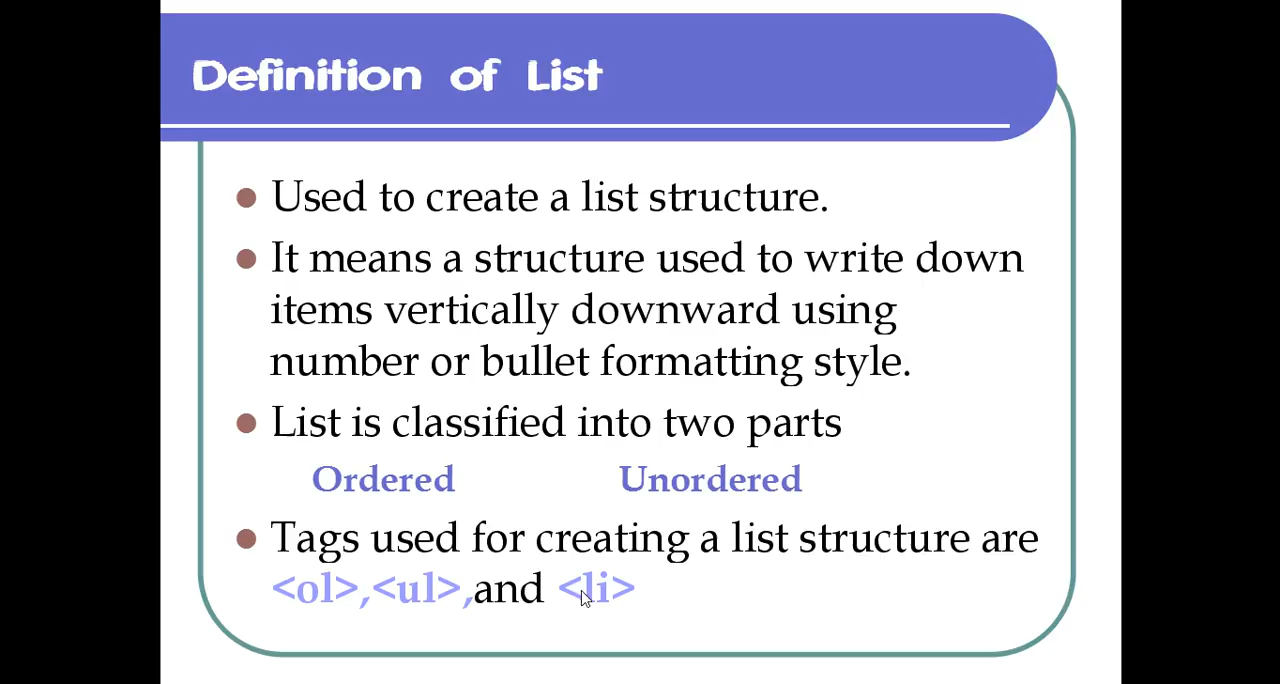 Definition of List
Used to create a list structure.
It means a structure used to write down
items vertically downward using
number or bullet formatting style.
List is classified into two parts
Ordered Unordered
Tags used for creating a list structure are
<ol>,<ul>,and <li>